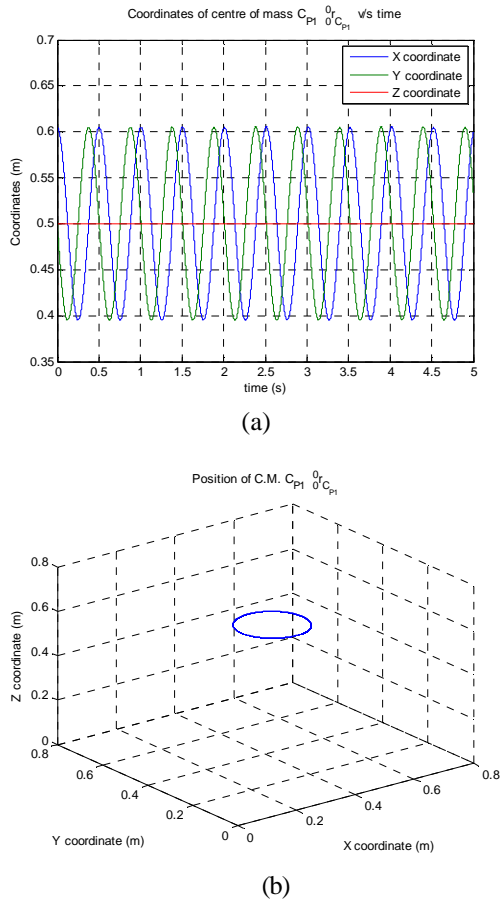 Coordinates of centre of mass C_P1 ^0_0r_C_P1 v/s time
0.7
0.65
0.6
0.55
0.5
0.45
0.4
0.35
Coordinates (m)
X coordinate
Y coordinate
Z coordinate
0 0.5 1 1.5 2 2.5 3 3.5 4 4.5 5
time (s)
(a)
Position of C.M. C_P1 ^0_0r_C_P1
0.8
0.6
0.4
0.2
0
Z coordinate (m)
0.8
0.6
0.4
0.2
0
Y coordinate (m)
0
0.2
0.4
0.6
0.8
X coordinate (m)
(b)